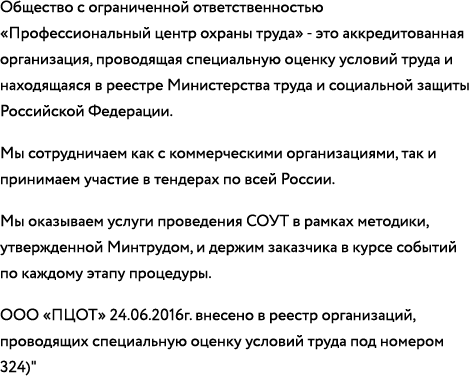 Общество с ограниченной ответственностью
«Профессиональный центр охраны труда» - это аккредитованная
организация, проводящая специальную оценку условий труда и
находящаяся в реестре Министерства труда и социальной защиты
Российской Федерации.
Мы сотрудничаем как с коммерческими организациями, так и
принимаем участие в тендерах по всей России.
Мы оказываем услуги проведения СОУТ в рамках методики,
утвержденной Минтрудом, и держим заказчика в курсе событий
по каждому этапу процедуры.
ООО «ПЦОТ» 24.06.2016г. внесено в реестр организаций,
проводящих специальную оценку условий труда под номером
324)"